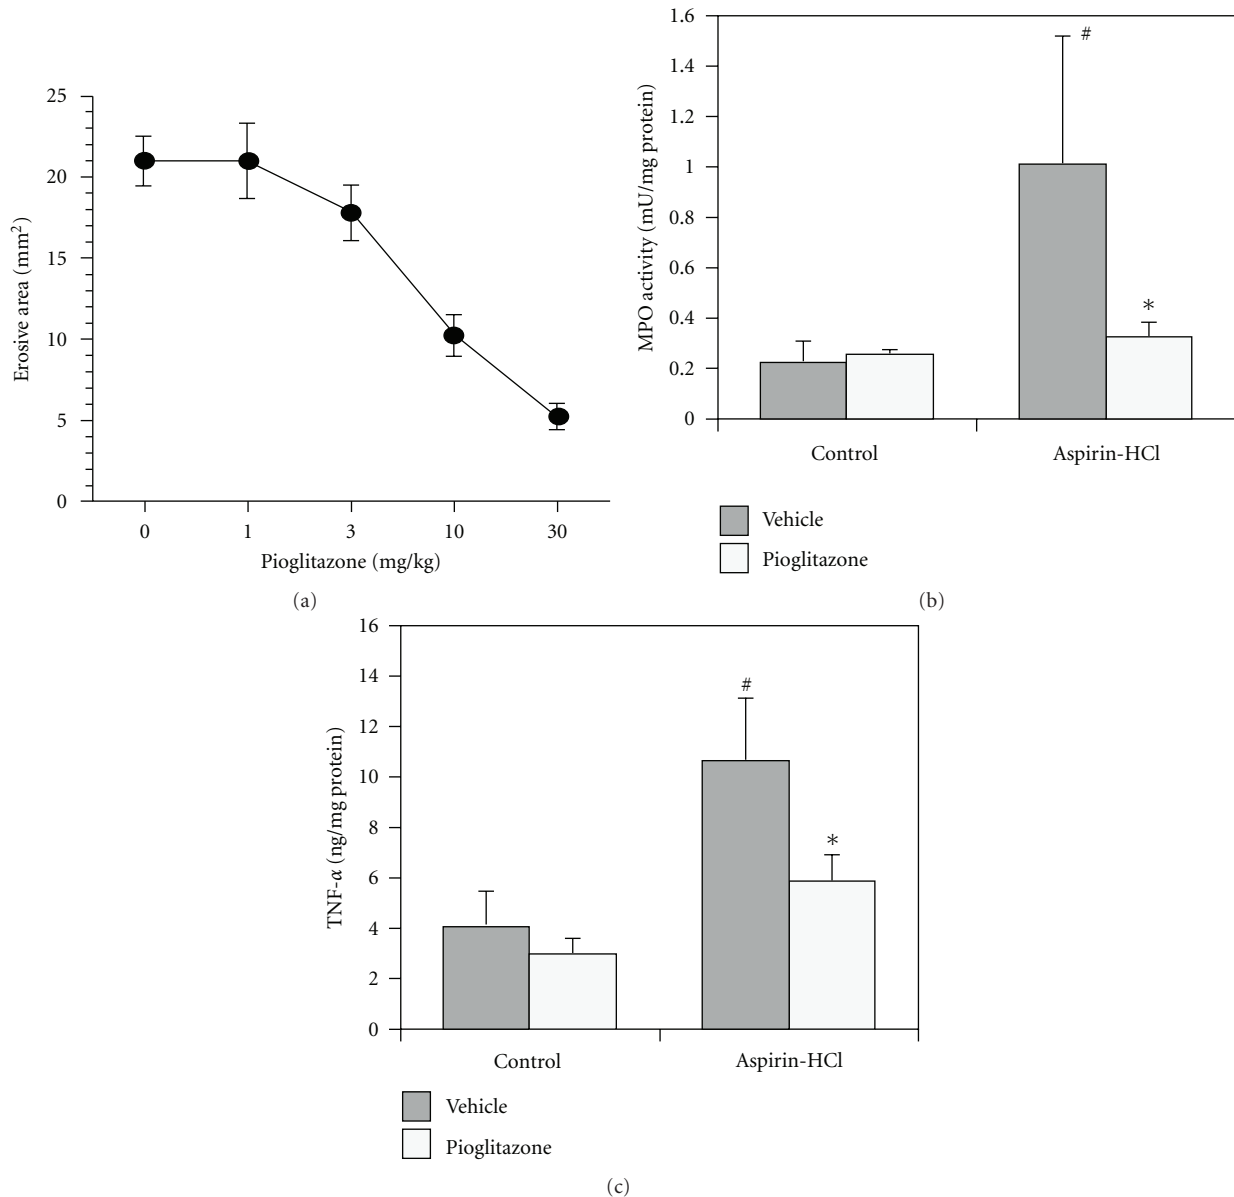 25
20
15
10
5
0
Erosive area (mm²)
0 1 3 10 30
Pioglitazone (mg/kg)
(a)
1.6
1.4
1.2
1
0.8
0.6
0.4
0.2
0
MPO activity (mU/mg protein)
#
*
Control Aspirin-HCl
Vehicle
Pioglitazone
(b)
16
14
12
10
8
6
4
2
0
TNF-α (ng/mg protein)
#
*
Control Aspirin-HCl
Vehicle
Pioglitazone
(c)